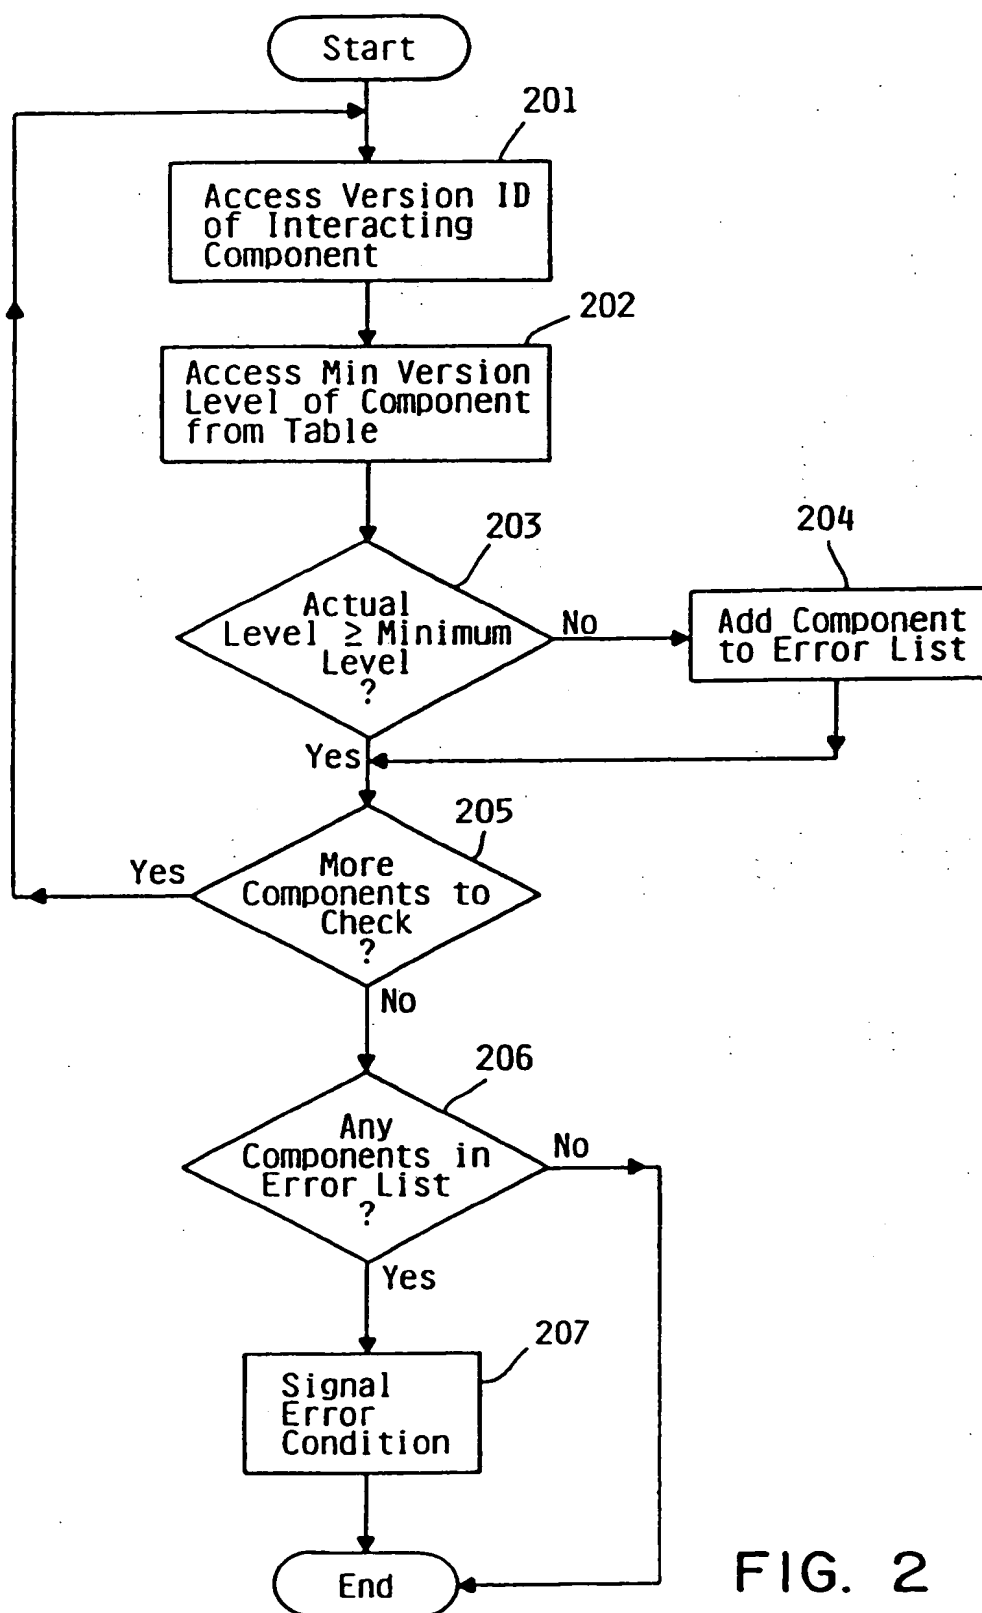 Start
201
Access Version ID
of Interacting
Component
202
Access Min Version
Level of Component
from Table
203
Actual
Level ≥ Minimum
Level
?
No
204
Add Component
to Error List
Yes
205
More
Components to
Check
?
Yes
No
206
Any
Components in
Error List
?
No
Yes
207
Signal
Error
Condition
End
FIG. 2